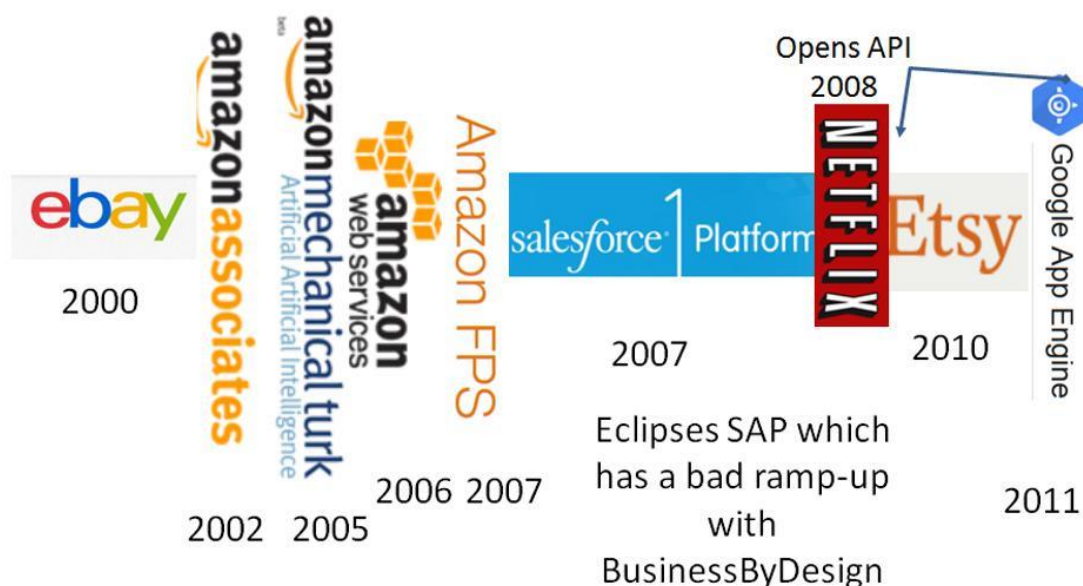 ebay
2000
amazonassociates
2002
amazonmechanical turk
beta
Artificial Artificial Intelligence
2005
amazon
web services
2006
Amazon FPS
2007
salesforce1 Platform
2007
Eclipses SAP which
has a bad ramp-up
with
BusinessByDesign
Opens API
2008
NETFLIX
Etsy
2010
Google App Engine
2011